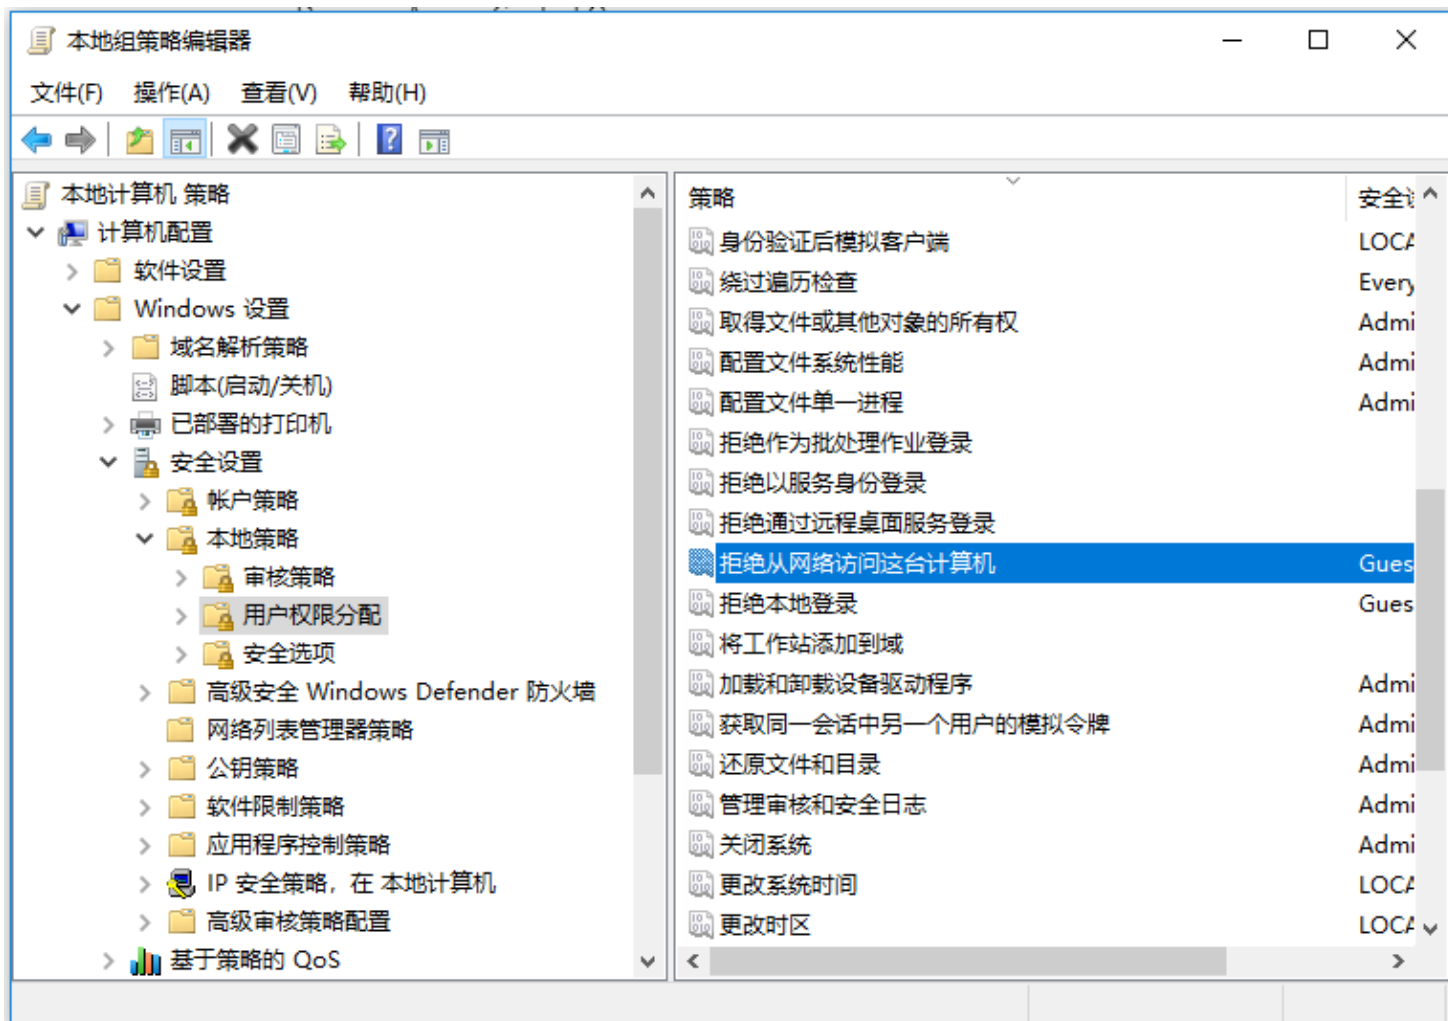 本地组策略编辑器
文件(F) 操作(A) 查看(V) 帮助(H)
本地计算机 策略
计算机配置
软件设置
Windows 设置
域名解析策略
脚本(启动/关机)
已部署的打印机
安全设置
帐户策略
本地策略
审核策略
用户权限分配
安全选项
高级安全 Windows Defender 防火墙
网络列表管理器策略
公钥策略
软件限制策略
应用程序控制策略
IP 安全策略，在 本地计算机
高级审核策略配置
基于策略的 QoS
策略 安全
身份验证后模拟客户端 LOCA
绕过遍历检查 Every
取得文件或其他对象的所有权 Admi
配置文件系统性能 Admi
配置文件单一进程 Admi
拒绝作为批处理作业登录
拒绝以服务身份登录
拒绝通过远程桌面服务登录
拒绝从网络访问这台计算机 Gues
拒绝本地登录 Gues
将工作站添加到域
加载和卸载设备驱动程序 Admi
获取同一会话中另一个用户的模拟令牌 Admi
还原文件和目录 Admi
管理审核和安全日志 Admi
关闭系统 Admi
更改系统时间 LOCA
更改时区 LOCA